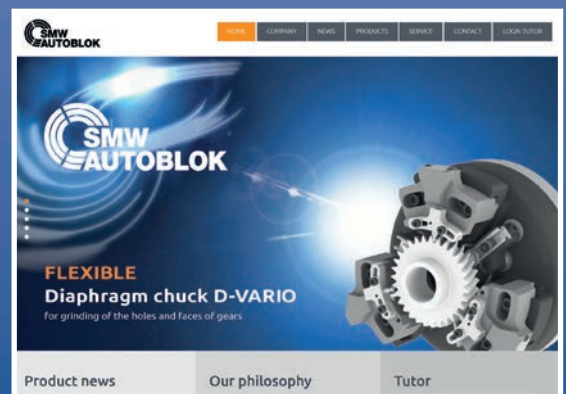 SMW
AUTOBLOK
HOME COMPANY NEWS PRODUCTS SERVICE CONTACT LOGIN TUTOR
SMW
AUTOBLOK
FLEXIBLE
Diaphragm chuck D-VARIO
for grinding of the holes and faces of gears
Product news Our philosophy Tutor